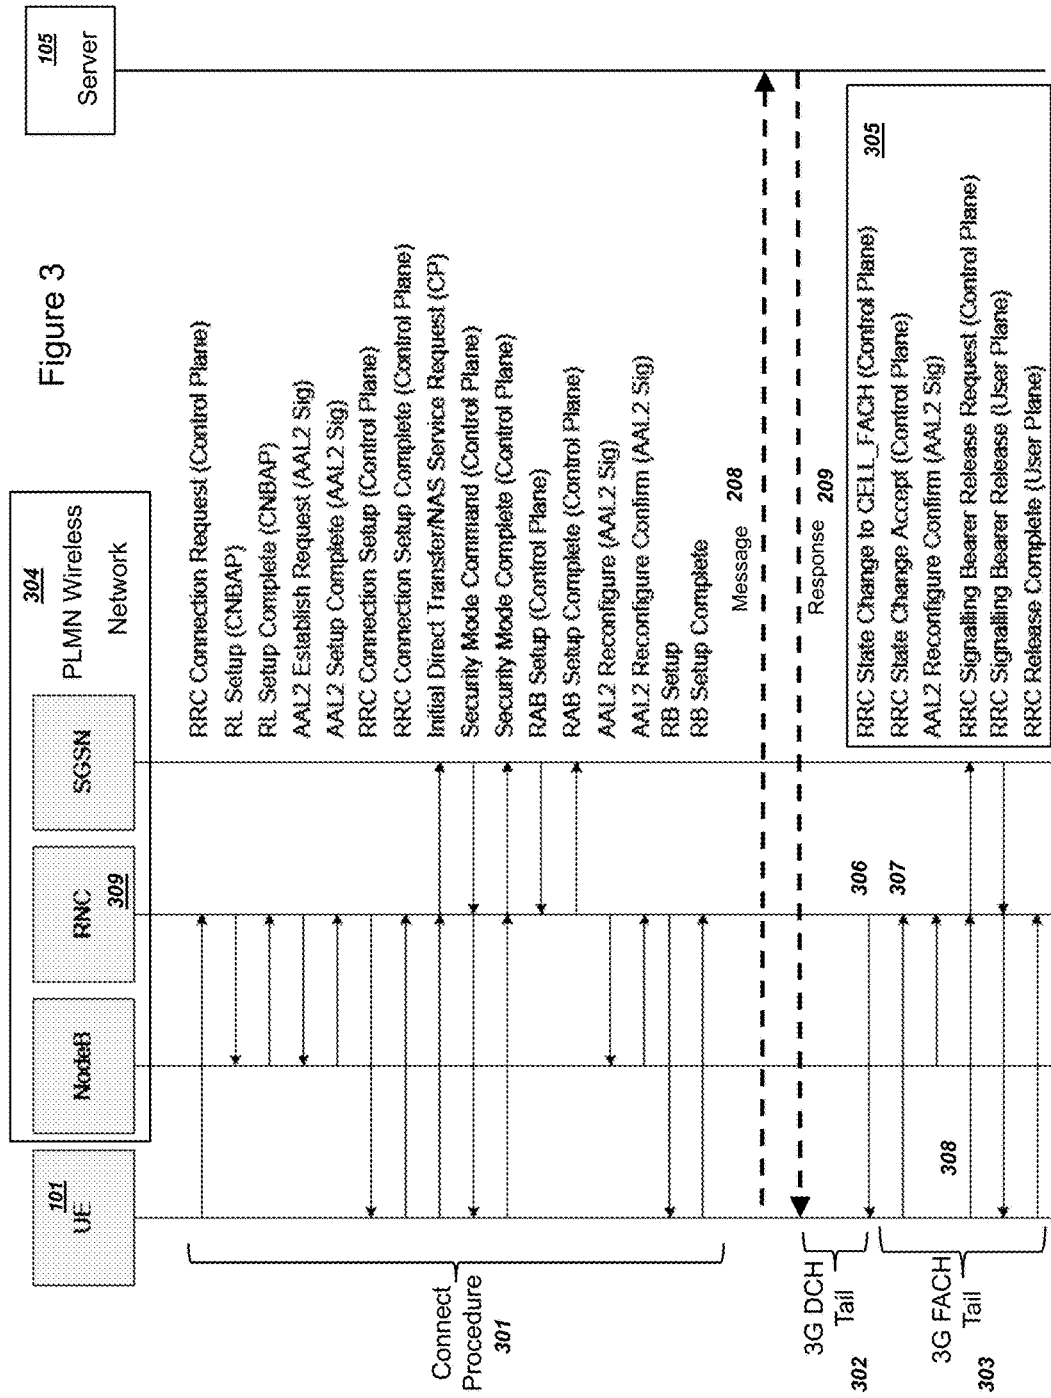 Figure 3
101
UE
304
PLMN Wireless
Network
NodeB
RNC
309
SGSN
105
Server
Connect
Procedure
301
RRC Connection Request (Control Plane)
RL Setup (CNBAP)
RL Setup Complete (CNBAP)
AAL2 Establish Request (AAL2 Sig)
AAL2 Setup Complete (AAL2 Sig)
RRC Connection Setup (Control Plane)
RRC Connection Setup Complete (Control Plane)
Initial Direct Transfer/NAS Service Request (CP)
Security Mode Command (Control Plane)
Security Mode Complete (Control Plane)
RAB Setup (Control Plane)
RAB Setup Complete (Control Plane)
AAL2 Reconfigure (AAL2 Sig)
AAL2 Reconfigure Confirm (AAL2 Sig)
RB Setup
RB Setup Complete
Message 208
Response 209
3G DCH
Tail
302
306
307
305
RRC State Change to CELL_FACH (Control Plane)
RRC State Change Accept (Control Plane)
AAL2 Reconfigure Confirm (AAL2 Sig)
RRC Signalling Bearer Release Request (Control Plane)
RRC Signalling Bearer Release (User Plane)
RRC Release Complete (User Plane)
3G FACH
Tail
303
308